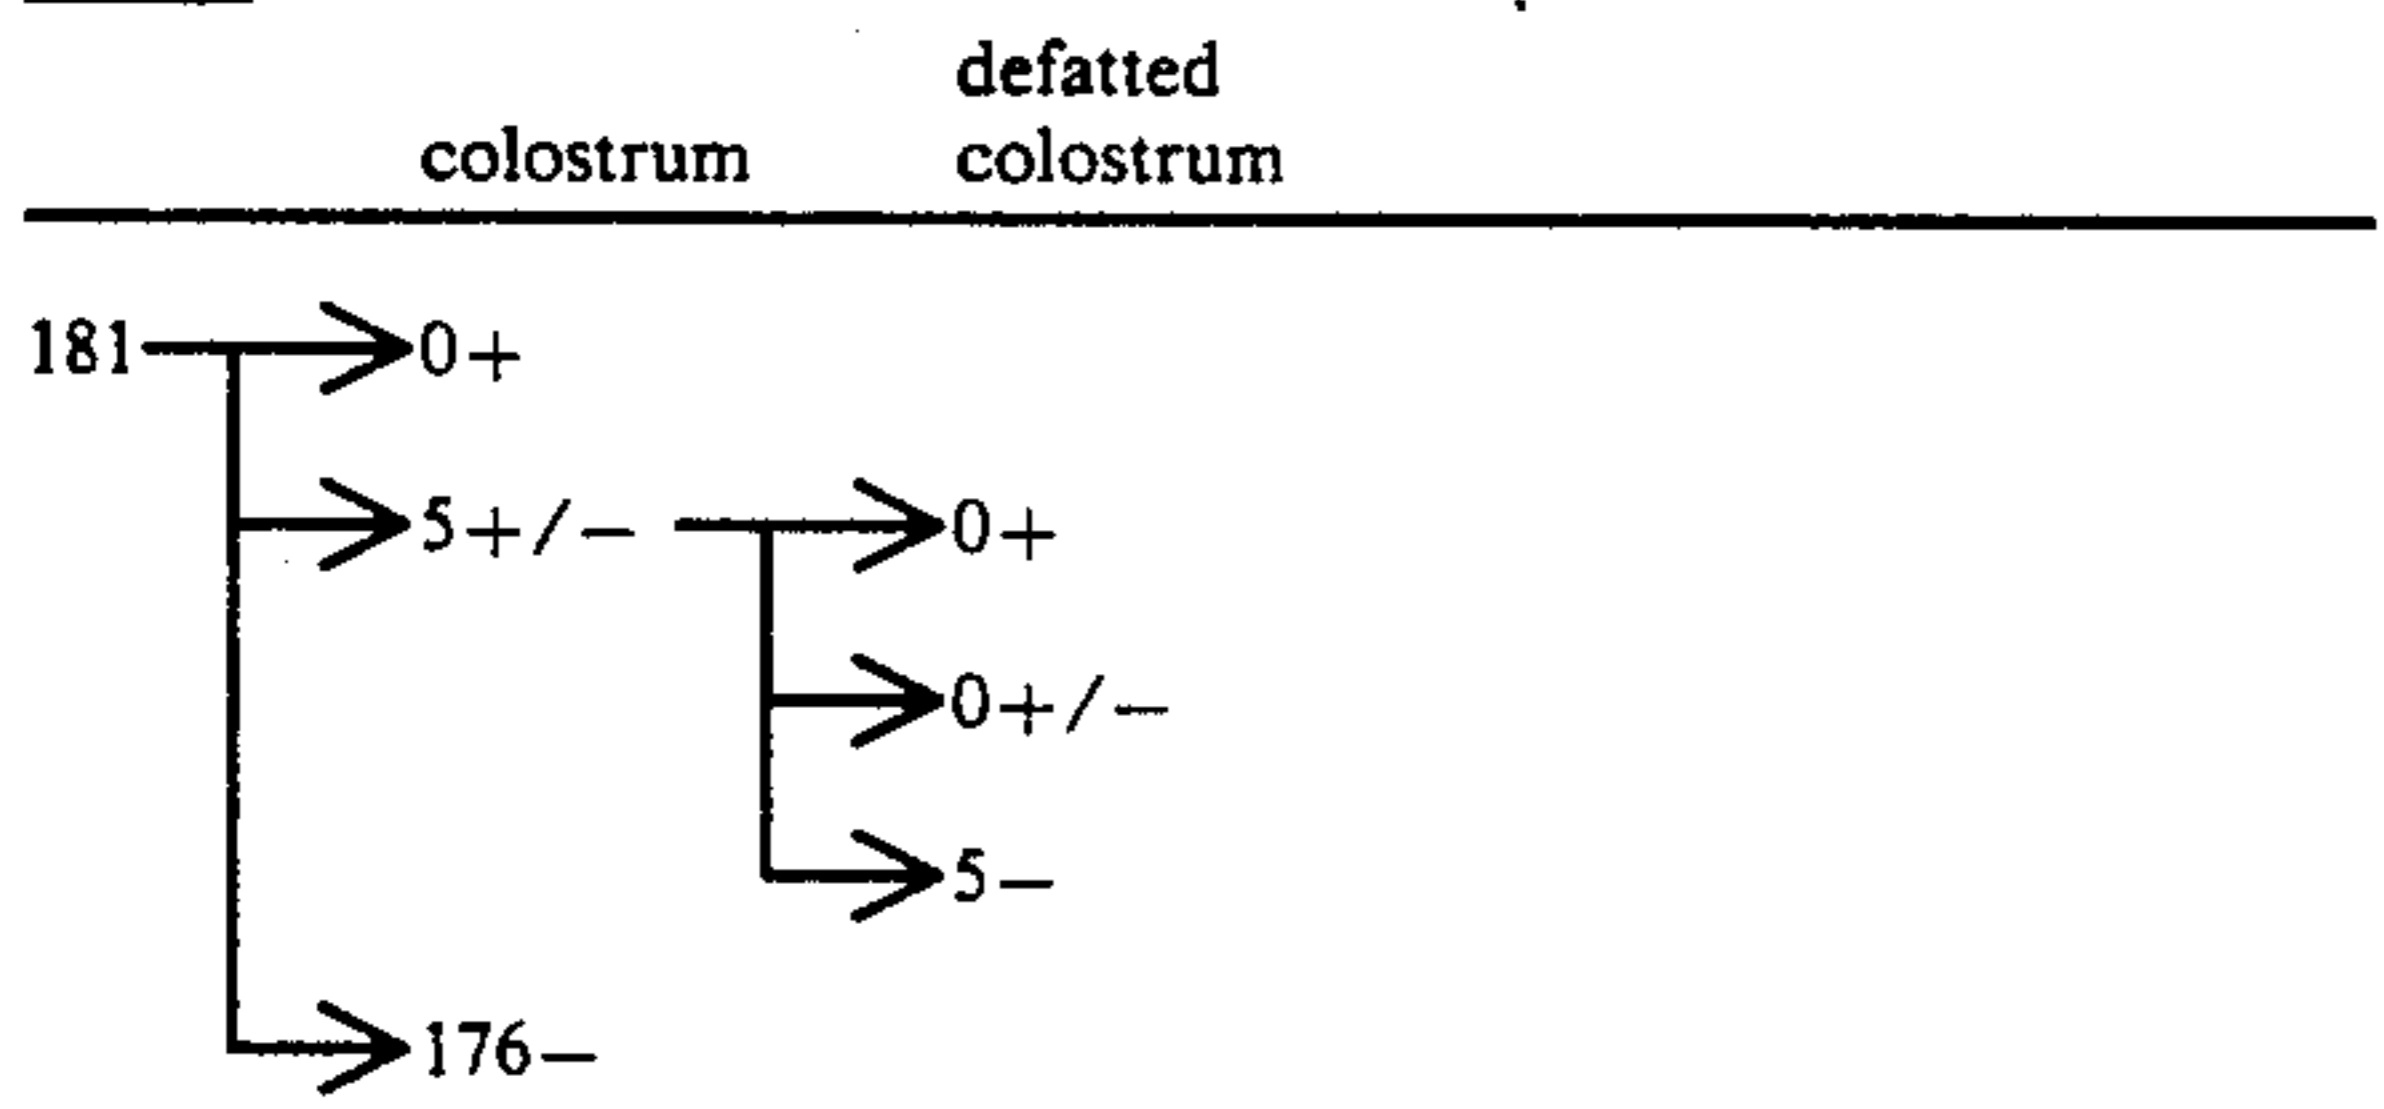 defatted
colostrum colostrum
181 0+
5+/− 0+
0+/−
5−
176−